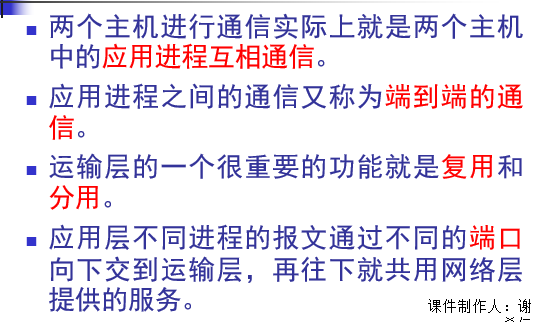 两个主机进行通信实际上就是两个主机
中的应用进程互相通信。
应用进程之间的通信又称为端到端的通
信。
运输层的一个很重要的功能就是复用和
分用。
应用层不同进程的报文通过不同的端口
向下交到运输层，再往下就共用网络层
提供的服务。
课件制作人：谢